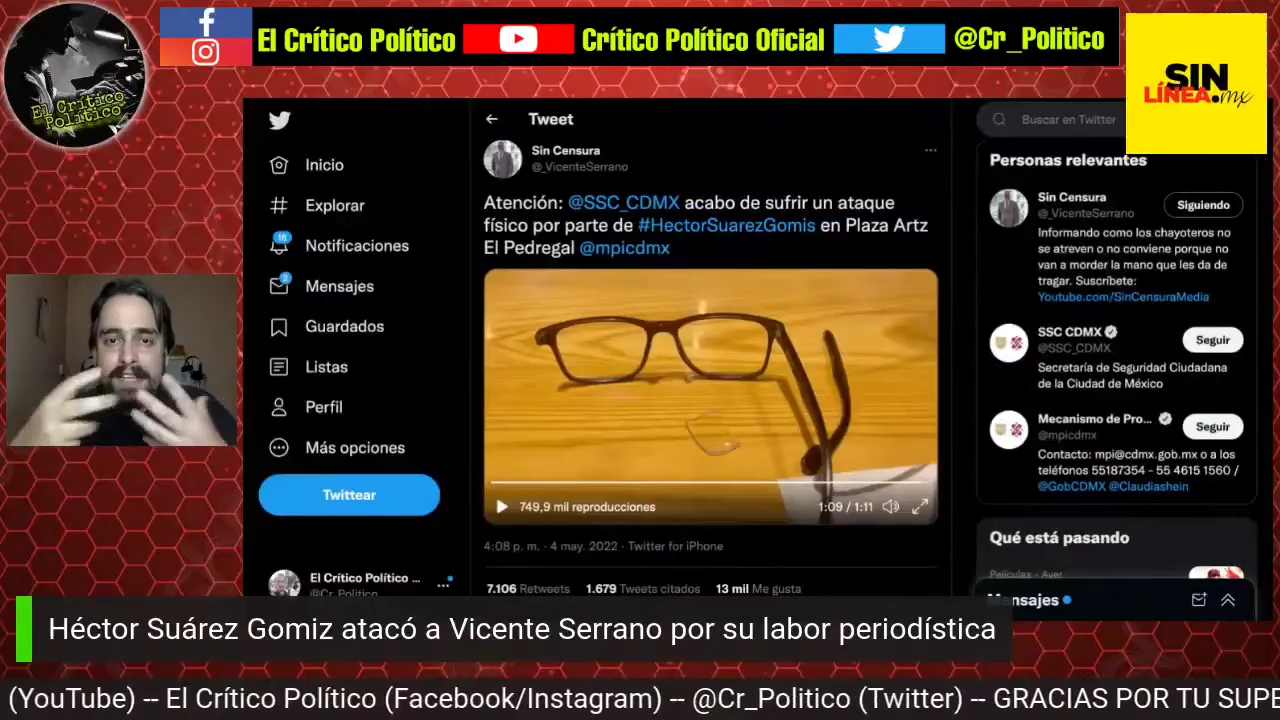 El Crítico Político
Crítico Político Oficial
@Cr_Politico
SIN
LÍNEA.mx
El Crítico
Político
Tweet
Buscar en Twitter
Inicio
Explorar
16
Notificaciones
2
Mensajes
Guardados
Listas
Perfil
Más opciones
Twittear
El Crítico Político ...
@Cr_Politico
Sin Censura
@_VicenteSerrano
Atención: @SSC_CDMX acabo de sufrir un ataque
físico por parte de #HectorSuarezGomis en Plaza Artz
El Pedregal @mpicdmx
749,9 mil reproducciones
1:09 / 1:11
4:08 p. m. · 4 may. 2022 · Twitter for iPhone
7.106 Retweets 1.679 Tweets citados 13 mil Me gusta
Personas relevantes
Sin Censura
@_VicenteSerrano
Siguiendo
Informando como los chayoteros no
se atreven o no conviene porque no
van a morder la mano que les da de
tragar. Suscríbete:
Youtube.com/SinCensuraMedia
SSC CDMX
@SSC_CDMX
Seguir
Secretaría de Seguridad Ciudadana
de la Ciudad de México
Mecanismo de Pro...
@mpicdmx
Seguir
Contacto: mpi@cdmx.gob.mx o a los
teléfonos 55187354 - 55 4615 1560 /
@GobCDMX @Claudiashein
Qué está pasando
Películas · Ayer
Mensajes
Héctor Suárez Gomiz atacó a Vicente Serrano por su labor periodística
(YouTube) -- El Crítico Político (Facebook/Instagram) -- @Cr_Politico (Twitter) -- GRACIAS POR TU SUPE